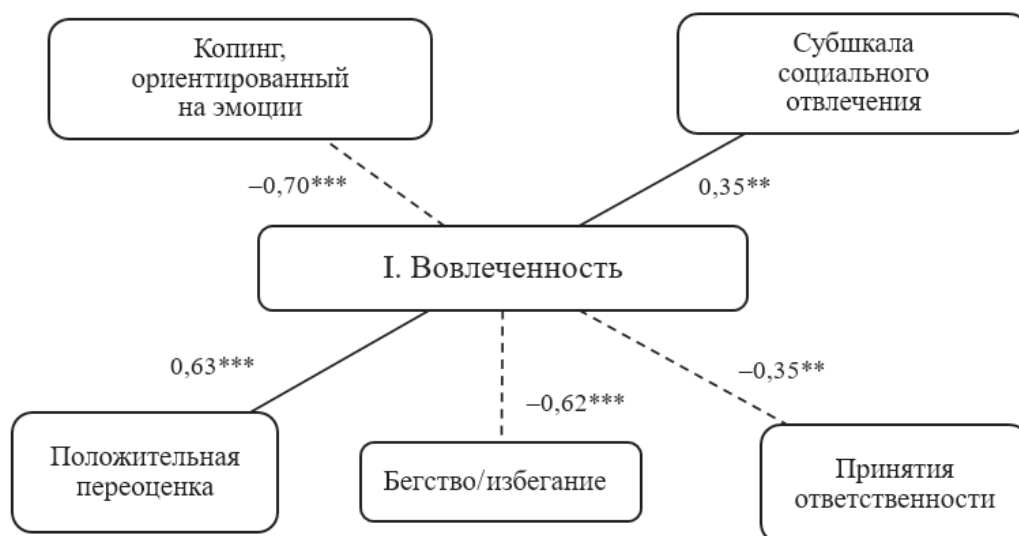 Копинг,
ориентированный
на эмоции
Субшкала
социального
отвлечения
–0,70***
0,35**
I. Вовлеченность
0,63***
–0,62***
–0,35**
Положительная
переоценка
Бегство/избегание
Принятия
ответственности